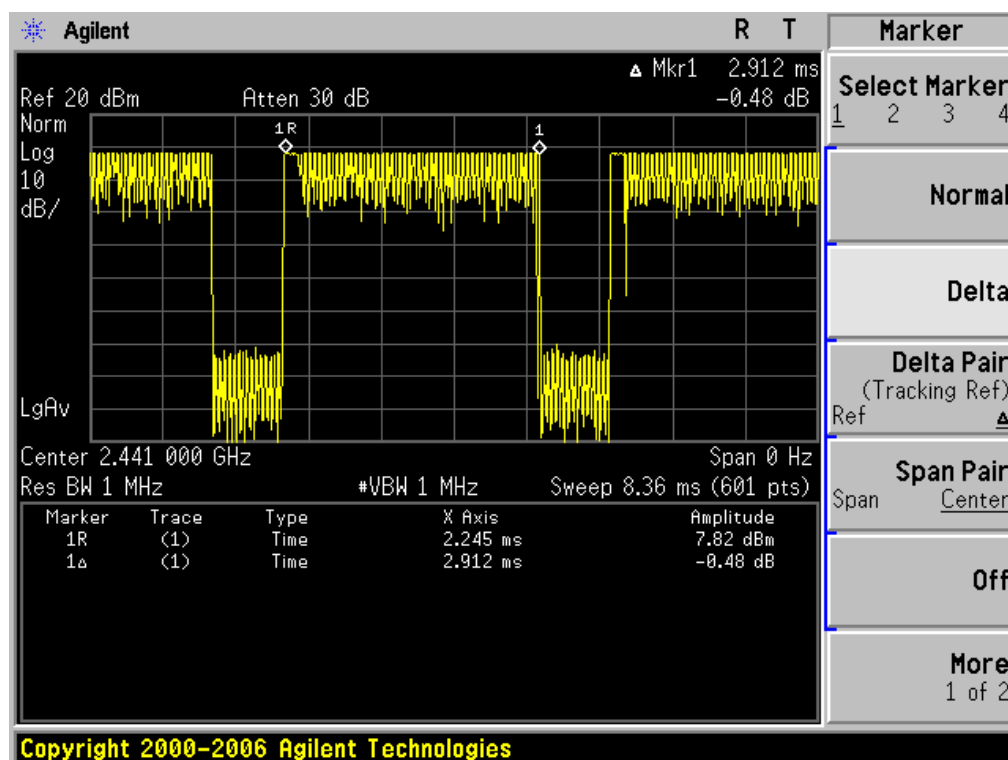 Agilent R T Marker
Δ Mkr1 2.912 ms
Ref 20 dBm Atten 30 dB -0.48 dB
Norm
Log
10
dB/
1R 1
LgAv
Center 2.441 000 GHz Span 0 Hz
Res BW 1 MHz #VBW 1 MHz Sweep 8.36 ms (601 pts)
Marker Trace Type X Axis Amplitude
1R (1) Time 2.245 ms 7.82 dBm
1Δ (1) Time 2.912 ms -0.48 dB
Select Marker
1 2 3 4
Normal
Delta
Delta Pair
(Tracking Ref)
Ref Δ
Span Pair
Span Center
Off
More
1 of 2
Copyright 2000-2006 Agilent Technologies